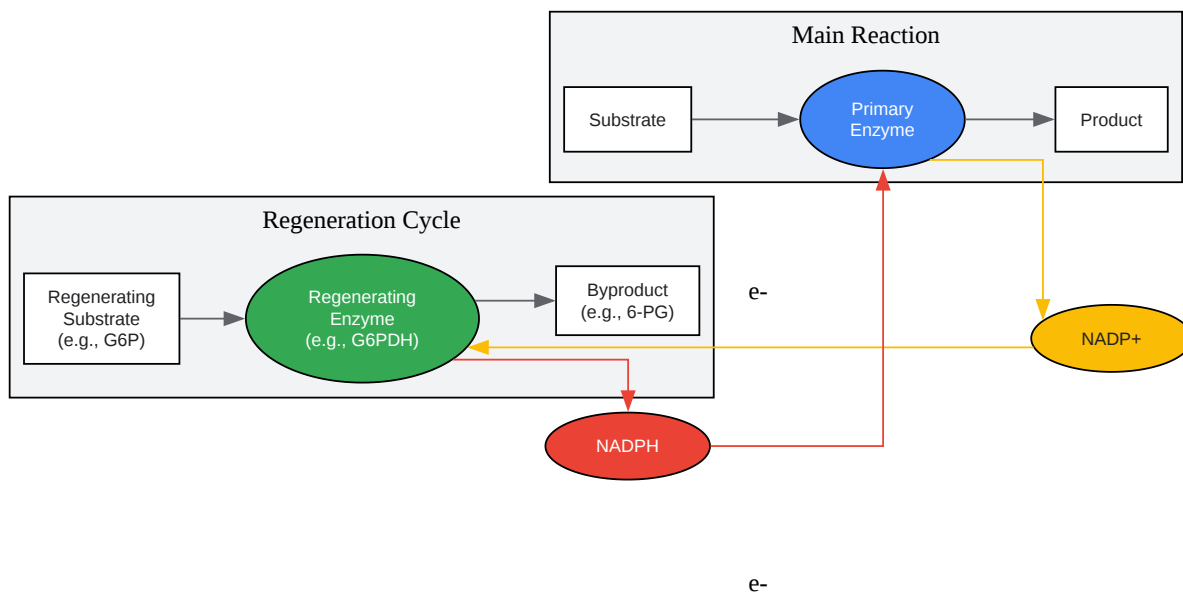 Main Reaction
Substrate
Primary
Enzyme
Product
Regeneration Cycle
Regenerating
Substrate
(e.g., G6P)
Regenerating
Enzyme
(e.g., G6PDH)
Byproduct
(e.g., 6-PG)
e-
NADP+
NADPH
e-